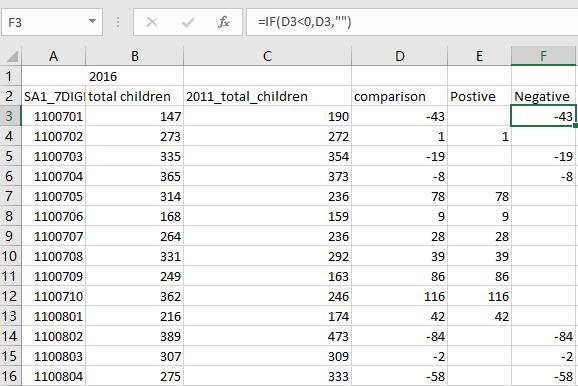 F3 fx =IF(D3<0,D3,"")
A B C D E F
1 2016
2 SA1_7DIGI total children 2011_total_children comparison Postive Negative
3 1100701 147 190 -43 -43
4 1100702 273 272 1 1
5 1100703 335 354 -19 -19
6 1100704 365 373 -8 -8
7 1100705 314 236 78 78
8 1100706 168 159 9 9
9 1100707 264 236 28 28
10 1100708 331 292 39 39
11 1100709 249 163 86 86
12 1100710 362 246 116 116
13 1100801 216 174 42 42
14 1100802 389 473 -84 -84
15 1100803 307 309 -2 -2
16 1100804 275 333 -58 -58